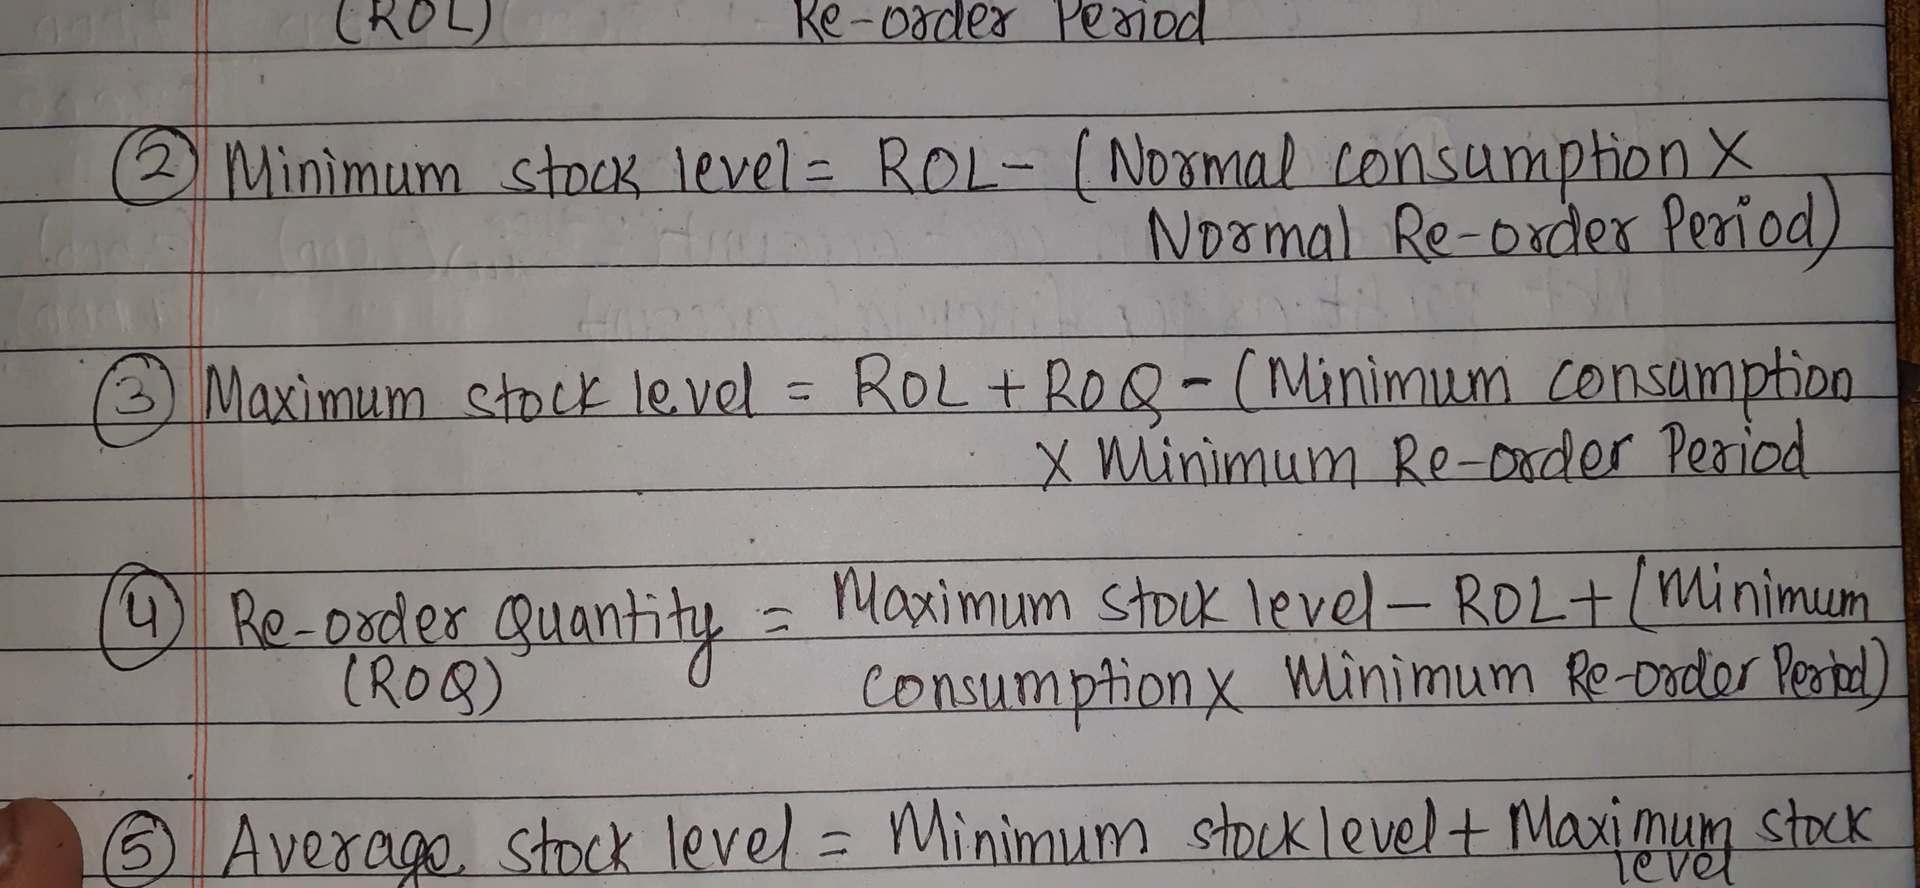 (ROL) Re-order Period
② Minimum stock level = ROL - (Normal consumption X
Normal Re-order Period)
③ Maximum stock level = ROL + ROQ - (Minimum consumption
X Minimum Re-order Period
④ Re-order Quantity = Maximum stock level - ROL + (Minimum
(ROQ) consumption X Minimum Re-order Period)
⑤ Average stock level = Minimum stock level + Maximum stock
level